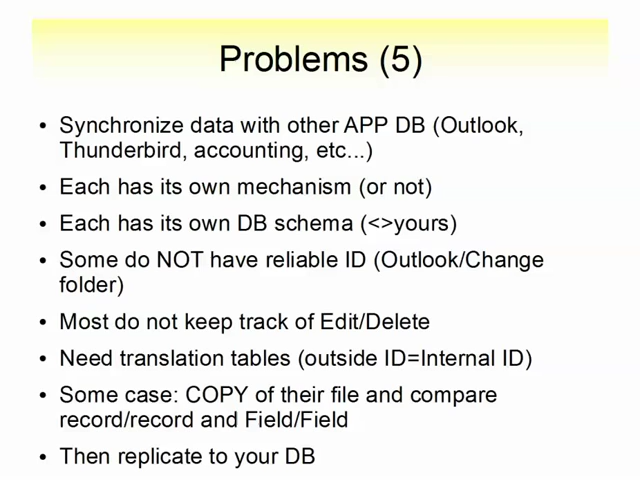 Problems (5)
• Synchronize data with other APP DB (Outlook,
Thunderbird, accounting, etc...)
• Each has its own mechanism (or not)
• Each has its own DB schema (<>yours)
• Some do NOT have reliable ID (Outlook/Change
folder)
• Most do not keep track of Edit/Delete
• Need translation tables (outside ID=Internal ID)
• Some case: COPY of their file and compare
record/record and Field/Field
• Then replicate to your DB